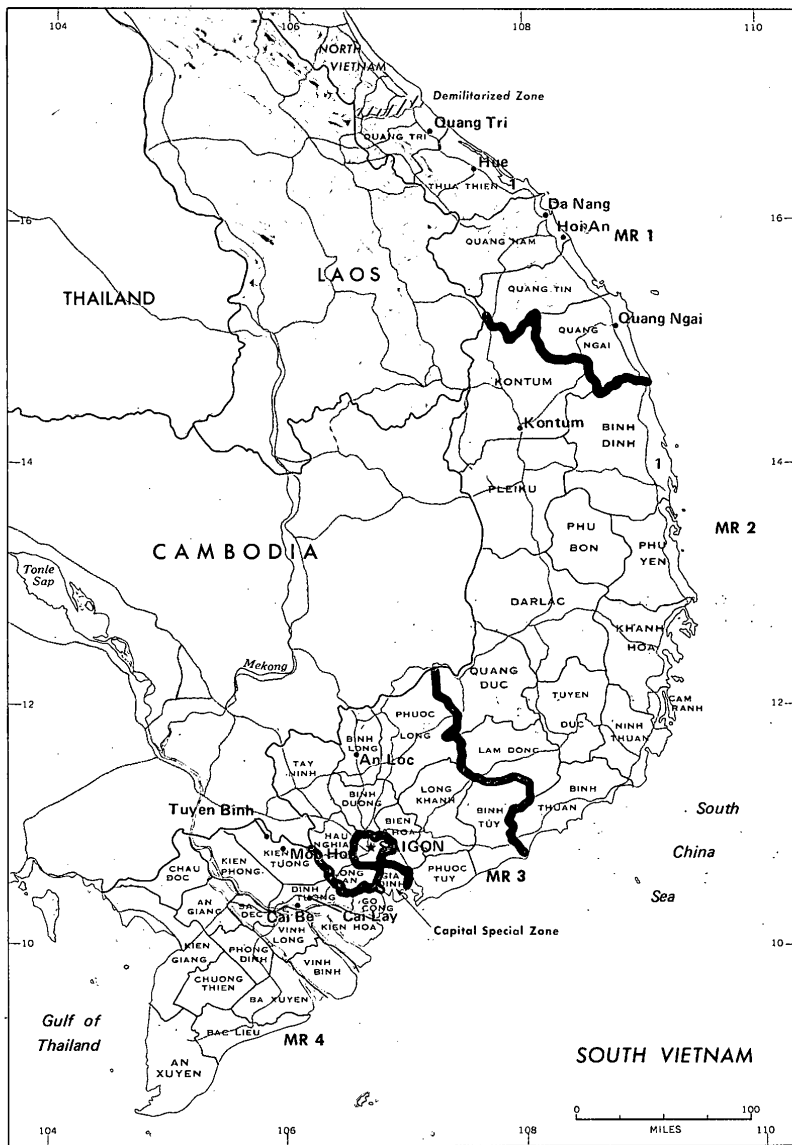 104
106
108
110
NORTH
VIETNAM
Demilitarized Zone
Quang Tri
QUANG TRI
Hue
THUA THIEN
1
Da Nang
16
16
Hoi An
MR 1
QUANG NAM
LAOS
THAILAND
QUANG TIN
Quang Ngai
QUANG
NGAI
KONTUM
Kontum
BINH
DINH
14
14
1
PLEIKU
PHU
BON
MR 2
CAMBODIA
PHU
YEN
Tonle
Sap
DARLAC
KHANH
HOA
Mekong
QUANG
DUC
TUYEN
DUC
CAM
RANH
12
12
PHUOC
LONG
NINH
THUAN
BINH
LONG
An Loc
LAM DONG
TAY
NINH
BINH
DUONG
LONG
KHANH
BINH
TUY
BINH
THUAN
South
China
Sea
Tuyen Binh
BIEN
HOA
HAU
NGHIA
SAIGON
KIEN
TUONG
Moc Hoa
KIEN
PHONG
CHAU
DOC
LONG
AN
GIA
DINH
PHUOC
TUY
MR 3
DINH
TUONG
AN
GIANG
SA
DEC
GO
CONG
Cai Be
Cai Lay
Capital Special Zone
VINH
LONG
KIEN
HOA
10
10
KIEN
GIANG
PHONG
DINH
VINH
BINH
CHUONG
THIEN
BA XUYEN
Gulf of
Thailand
BAC LIEU
MR 4
AN
XUYEN
SOUTH VIETNAM
0
100
MILES
104
106
108
110